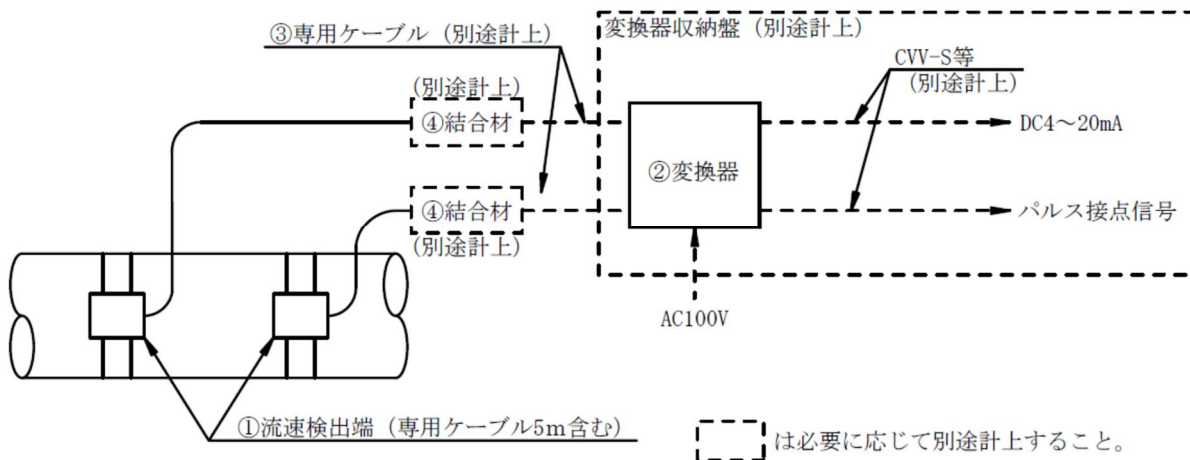 ③専用ケーブル (別途計上)
変換器収納盤 (別途計上)
CVV-S等
(別途計上)
(別途計上)
④結合材
DC4～20mA
②変換器
④結合材
(別途計上)
パルス接点信号
AC100V
①流速検出端 (専用ケーブル5m含む)
は必要に応じて別途計上すること。